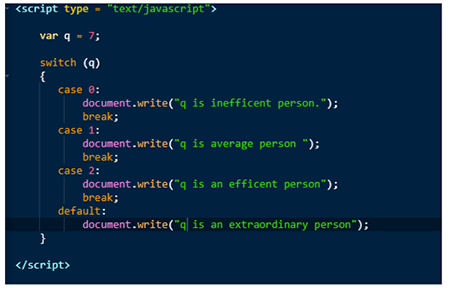 <script type = "text/javascript">
var q = 7;
switch (q)
{
case 0:
document.write("q is inefficent person.");
break;
case 1:
document.write("q is average person ");
break;
case 2:
document.write("q is an efficent person");
break;
default:
document.write("q is an extraordinary person");
}
</script>